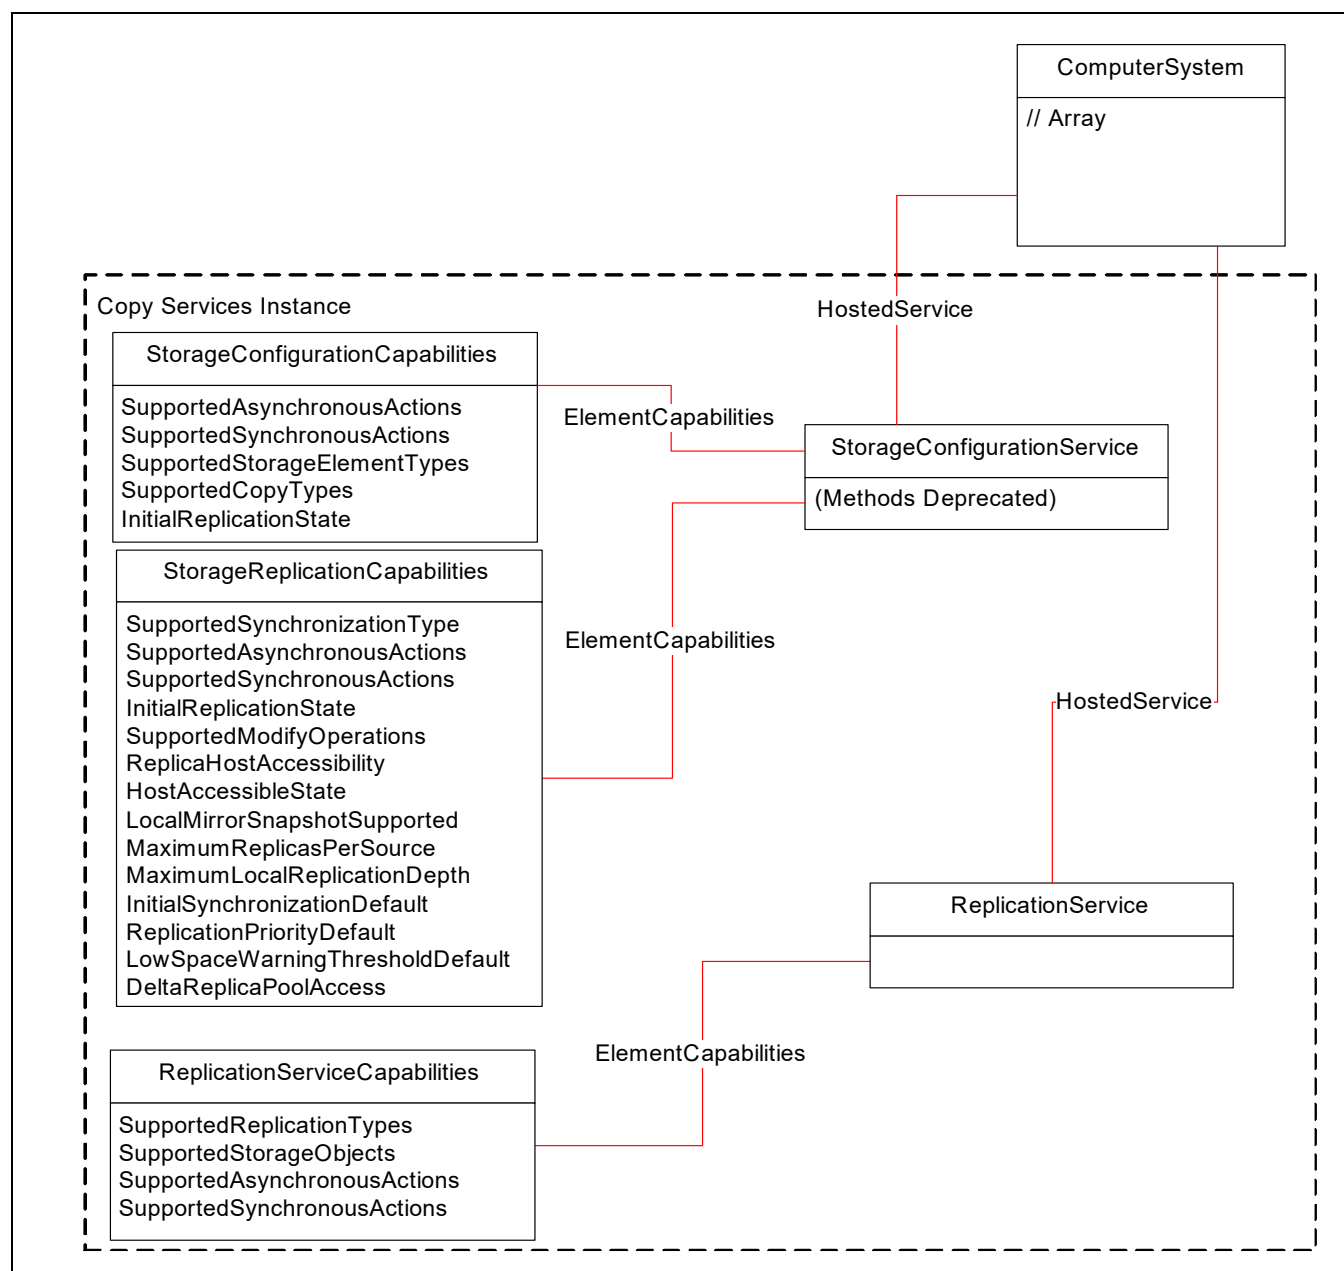 ComputerSystem
// Array
HostedService
Copy Services Instance
StorageConfigurationCapabilities
SupportedAsynchronousActions
SupportedSynchronousActions
SupportedStorageElementTypes
SupportedCopyTypes
InitialReplicationState
ElementCapabilities
StorageConfigurationService
(Methods Deprecated)
StorageReplicationCapabilities
SupportedSynchronizationType
SupportedAsynchronousActions
SupportedSynchronousActions
InitialReplicationState
SupportedModifyOperations
ReplicaHostAccessibility
HostAccessibleState
LocalMirrorSnapshotSupported
MaximumReplicasPerSource
MaximumLocalReplicationDepth
InitialSynchronizationDefault
ReplicationPriorityDefault
LowSpaceWarningThresholdDefault
DeltaReplicaPoolAccess
ElementCapabilities
HostedService
ReplicationService
ElementCapabilities
ReplicationServiceCapabilities
SupportedReplicationTypes
SupportedStorageObjects
SupportedAsynchronousActions
SupportedSynchronousActions